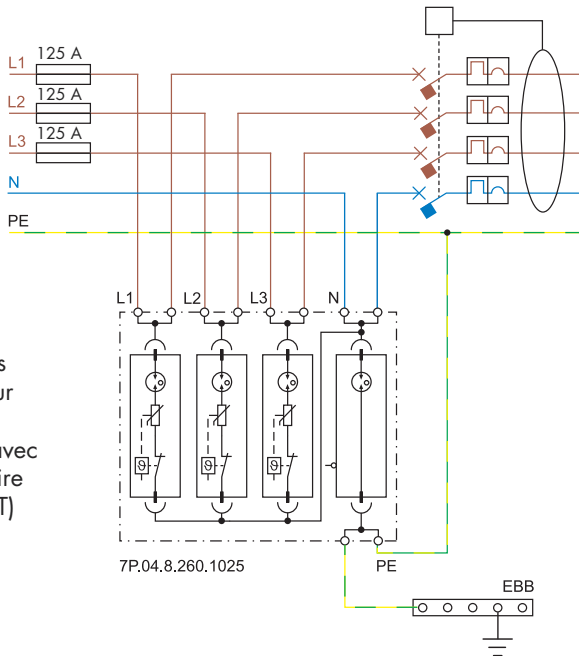 125 A
L1
125 A
L2
125 A
L3
N
PE
L1 L2 L3 N
s
ur
avec
ire
T)
ϑ ϑ ϑ
7P.04.8.260.1025
PE
EBB